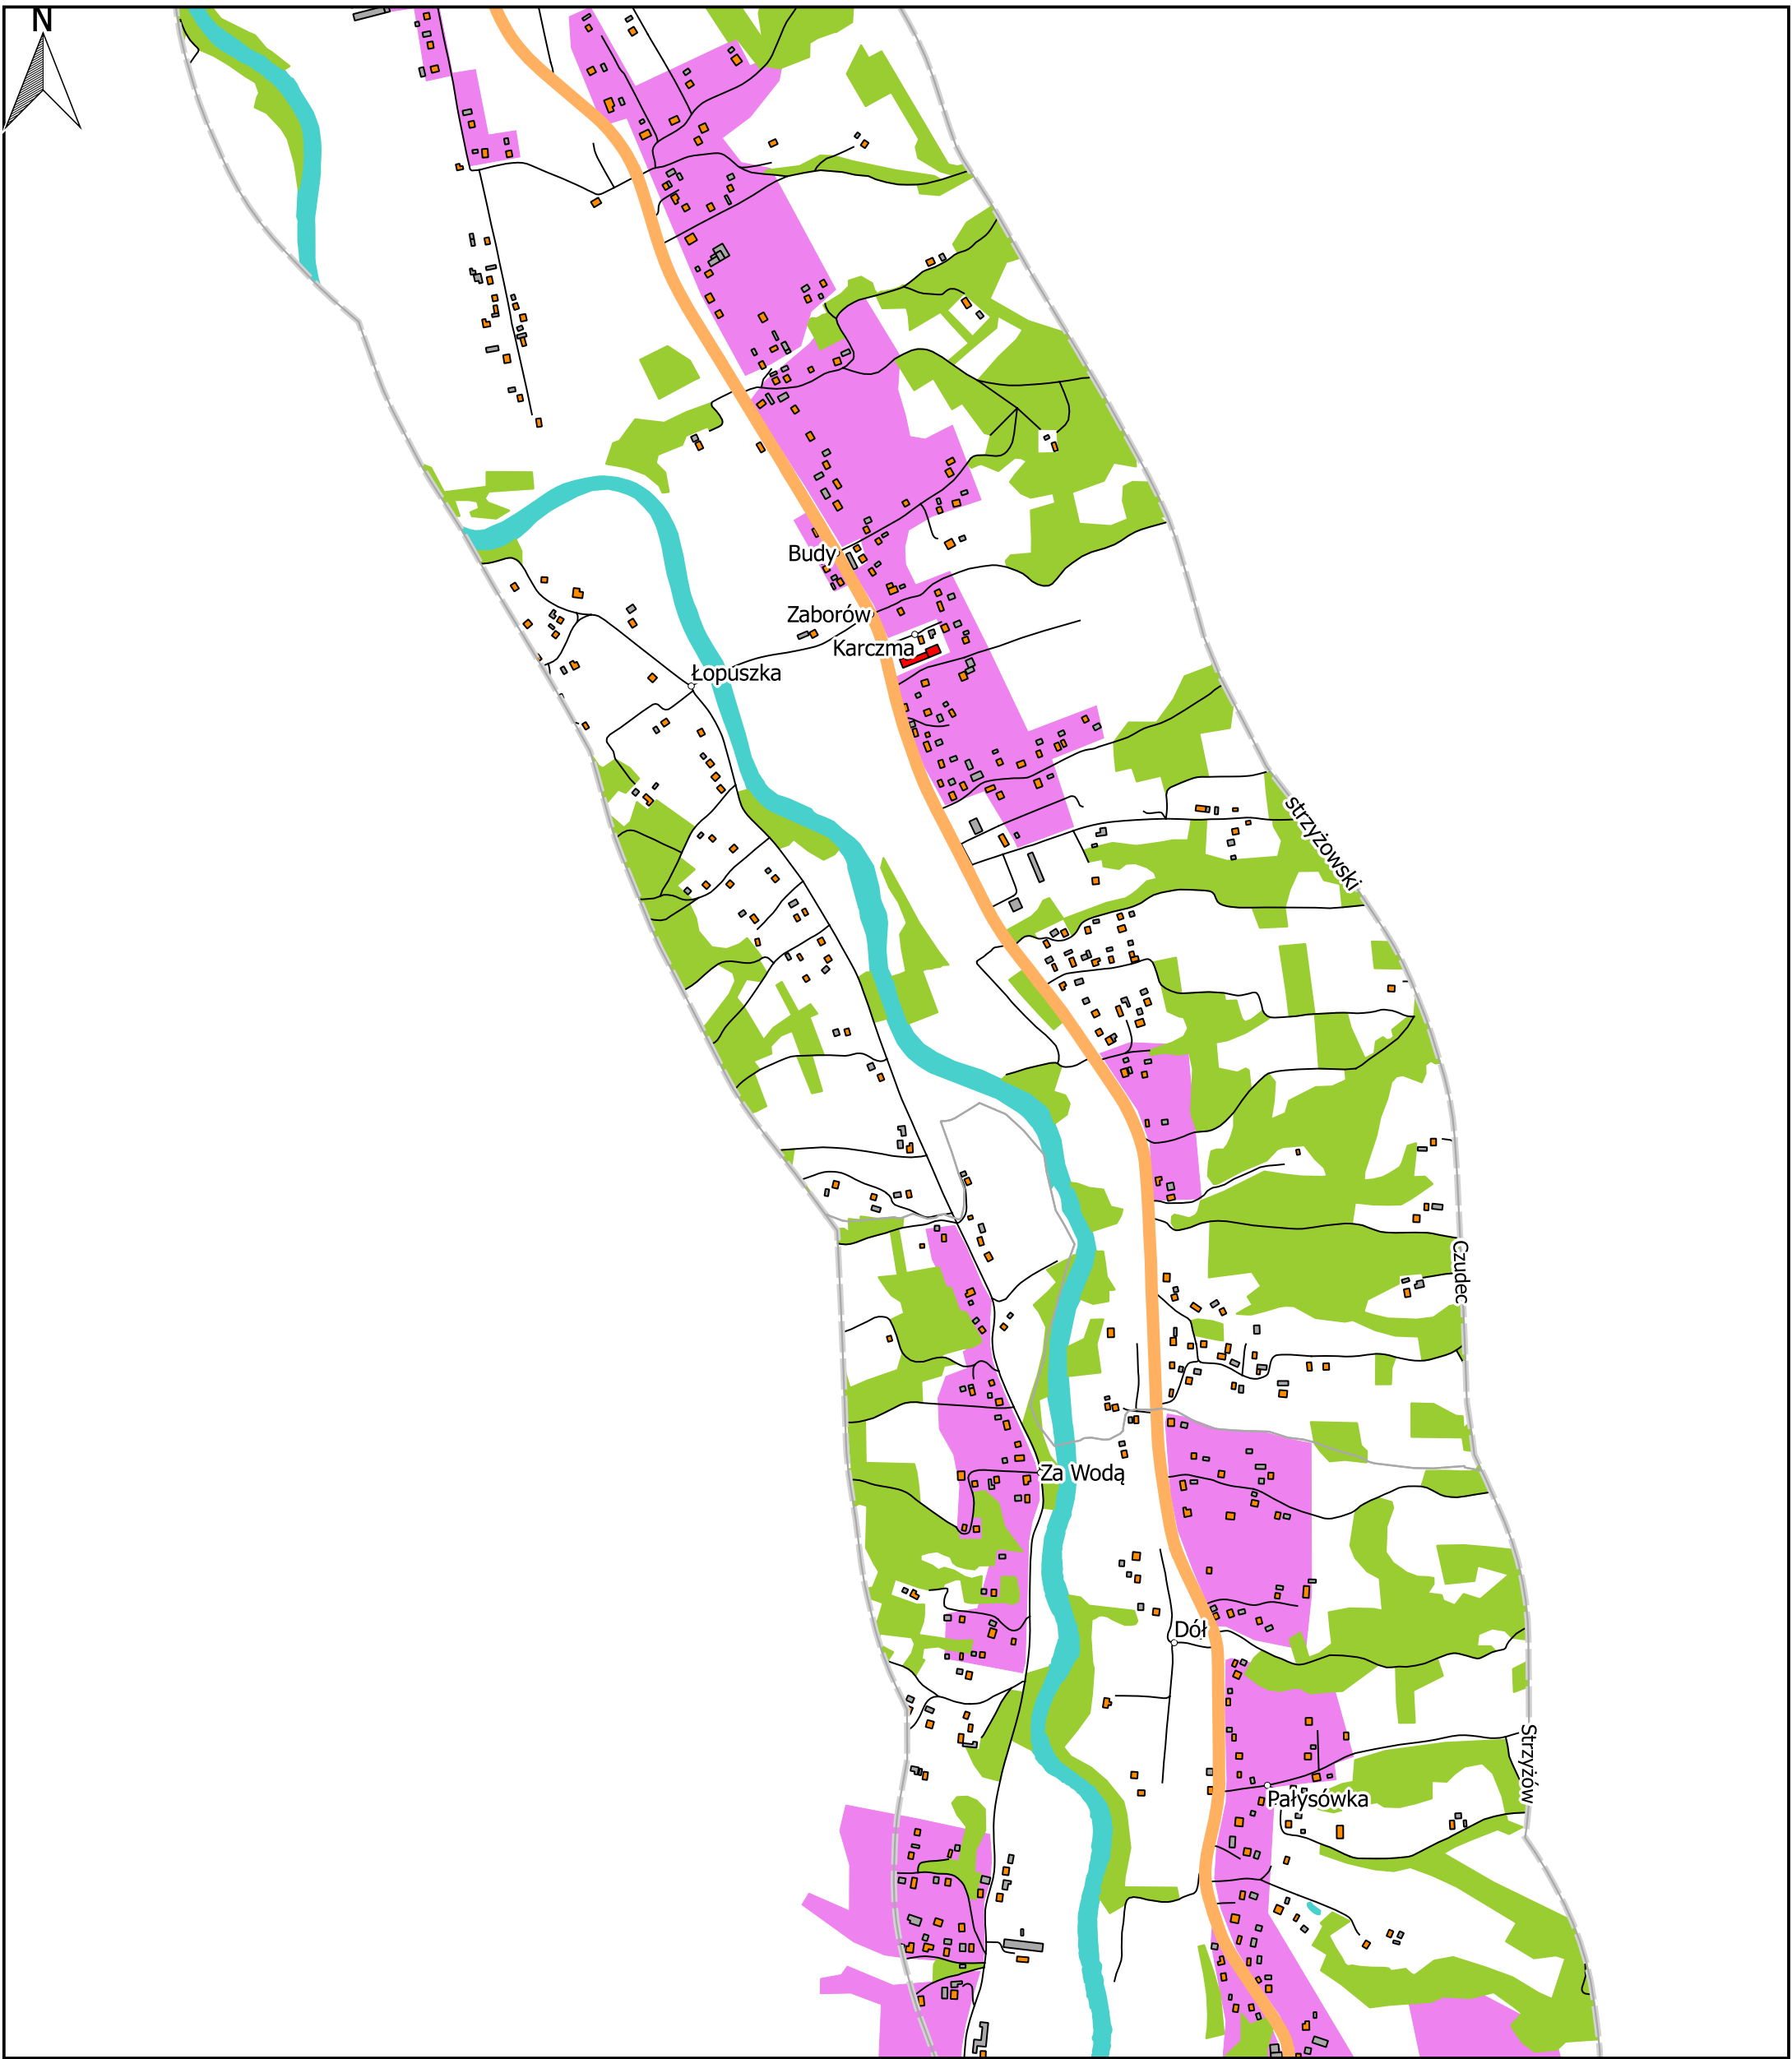 N
Budy
Zaborów
Karczma
Łopuszka
strzyżowski
Czudec
Za Wodą
Dół
Strzyżów
Pałysówka